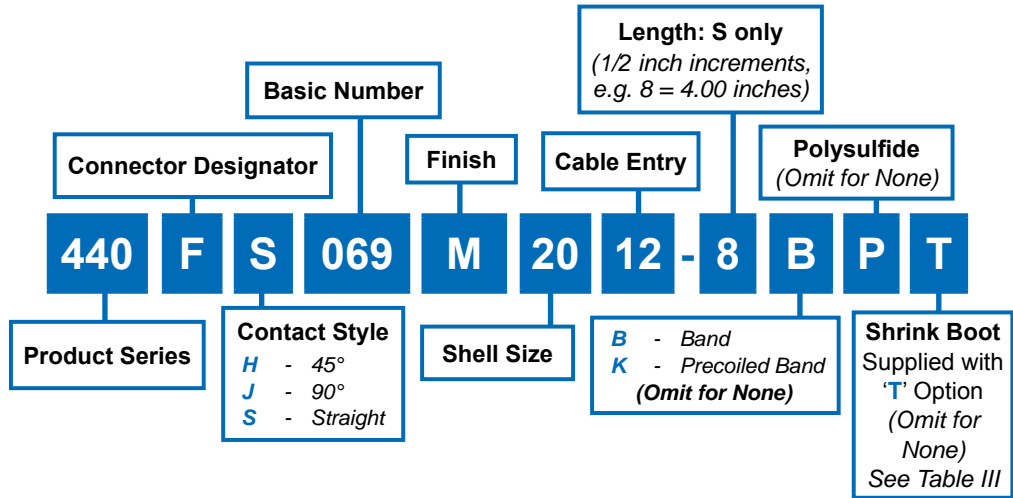 Length: S only
(1/2 inch increments,
e.g. 8 = 4.00 inches)
Basic Number
Connector Designator
Finish
Cable Entry
Polysulfide
(Omit for None)
440 F S 069 M 20 12 - 8 B P T
Product Series
Contact Style
H - 45°
J - 90°
S - Straight
Shell Size
B - Band
K - Precoiled Band
(Omit for None)
Shrink Boot
Supplied with
‘T’ Option
(Omit for
None)
See Table III